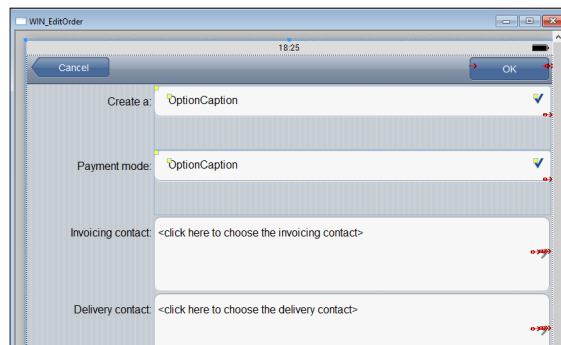 WIN_EditOrder
18:25
Cancel
OK
Create a:
OptionCaption
Payment mode:
OptionCaption
Invoicing contact:
<click here to choose the invoicing contact>
Delivery contact:
<click here to choose the delivery contact>